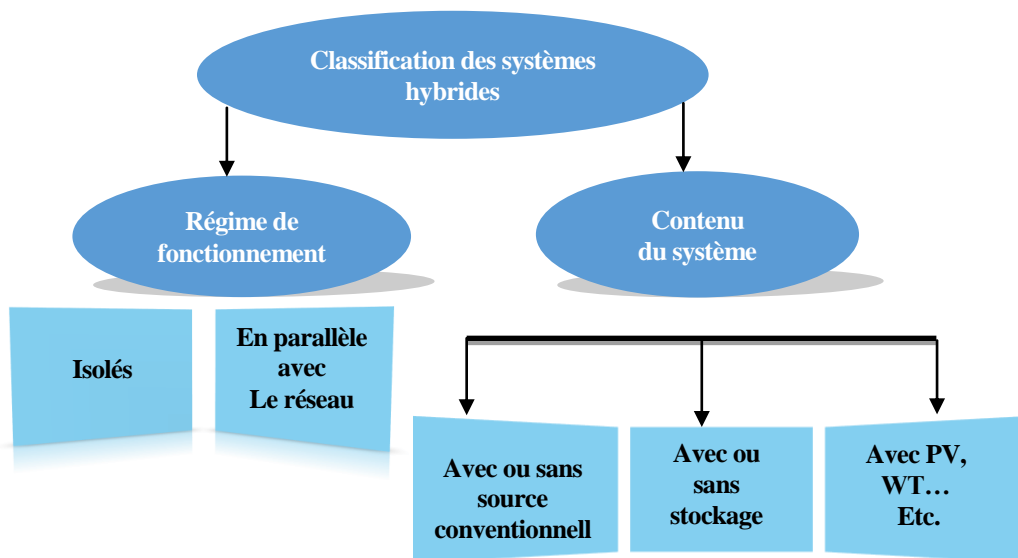 Classification des systèmes
hybrides
Régime de
fonctionnement
Contenu
du système
Isolés
En parallèle
avec
Le réseau
Avec ou sans
source
conventionnell
Avec ou
sans
stockage
Avec PV,
WT…
Etc.